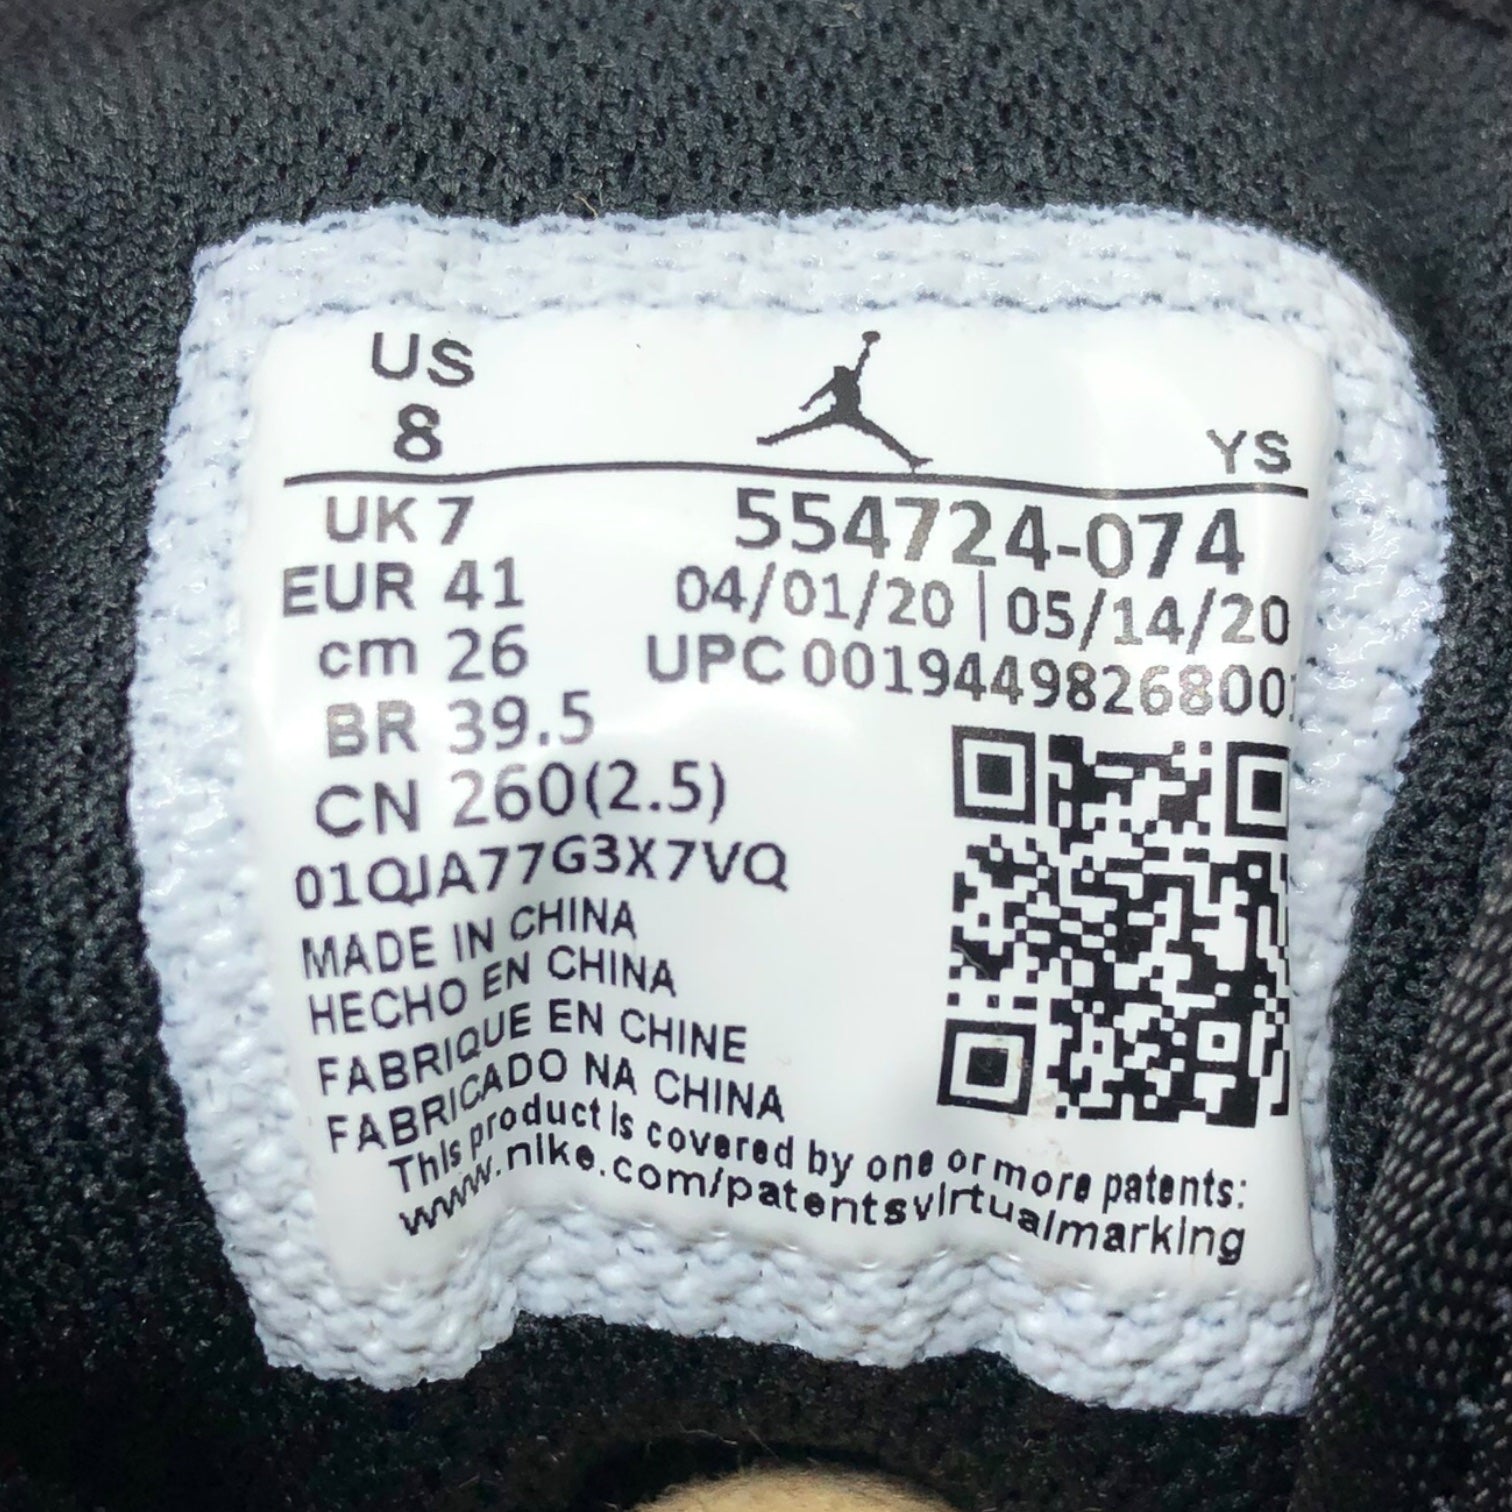 US
8
YS
UK 7
554724-074
EUR 41
04/01/20 | 05/14/20
cm 26
UPC 00194498268001
BR 39.5
CN 260(2.5)
01QJA77G3X7VQ
MADE IN CHINA
HECHO EN CHINA
FABRIQUE EN CHINE
FABRICADO NA CHINA
This product is covered by one or more patents:
www.nike.com/patentsvirtualmarking